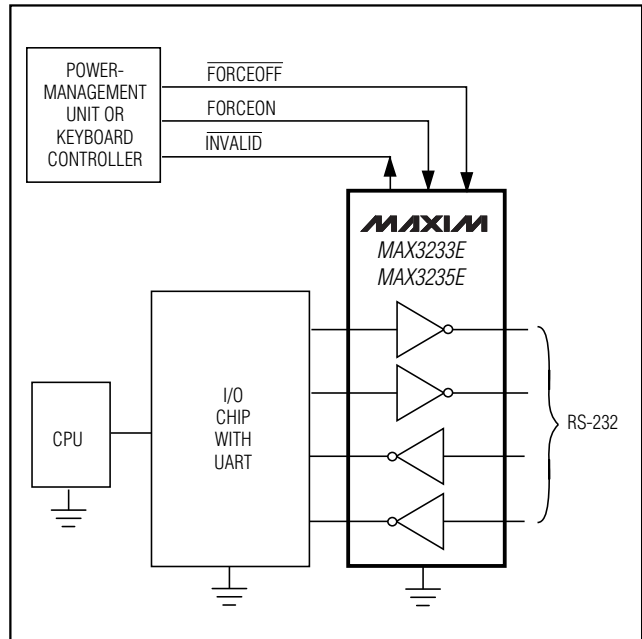 POWER-
MANAGEMENT
UNIT OR
KEYBOARD
CONTROLLER
FORCEOFF
FORCEON
INVALID
MAXIM
MAX3233E
MAX3235E
CPU
I/O
CHIP
WITH
UART
RS-232